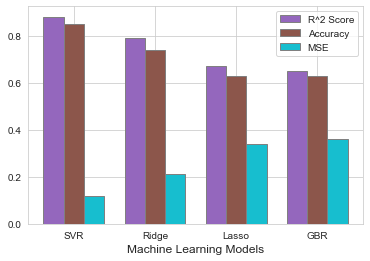 R^2 Score
Accuracy
MSE
0.8
0.6
0.4
0.2
0.0
SVR Ridge Lasso GBR
Machine Learning Models